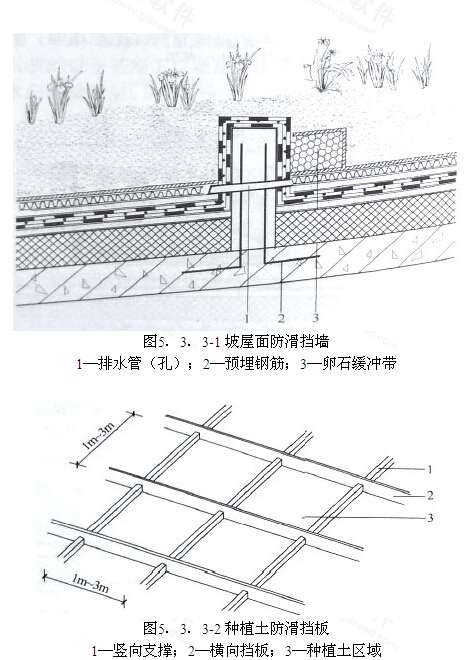 1
2
3
图5. 3. 3-1坡屋面防滑挡墙
1—排水管（孔）；2—预埋钢筋；3—卵石缓冲带
1m~3m
1
2
3
1m~3m
图5. 3. 3-2种植土防滑挡板
1—竖向支撑；2—横向挡板；3—种植土区域